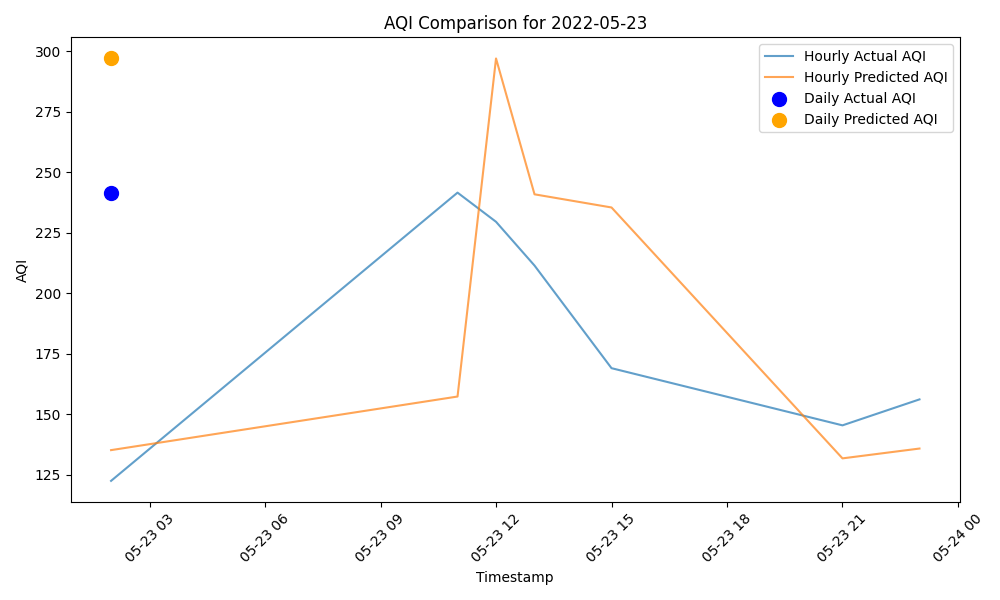 AQI Comparison for 2022-05-23
Hourly Actual AQI
Hourly Predicted AQI
Daily Actual AQI
Daily Predicted AQI
AQI
300
275
250
225
200
175
150
125
05-23 03
05-23 06
05-23 09
05-23 12
05-23 15
05-23 18
05-23 21
05-24 00
Timestamp